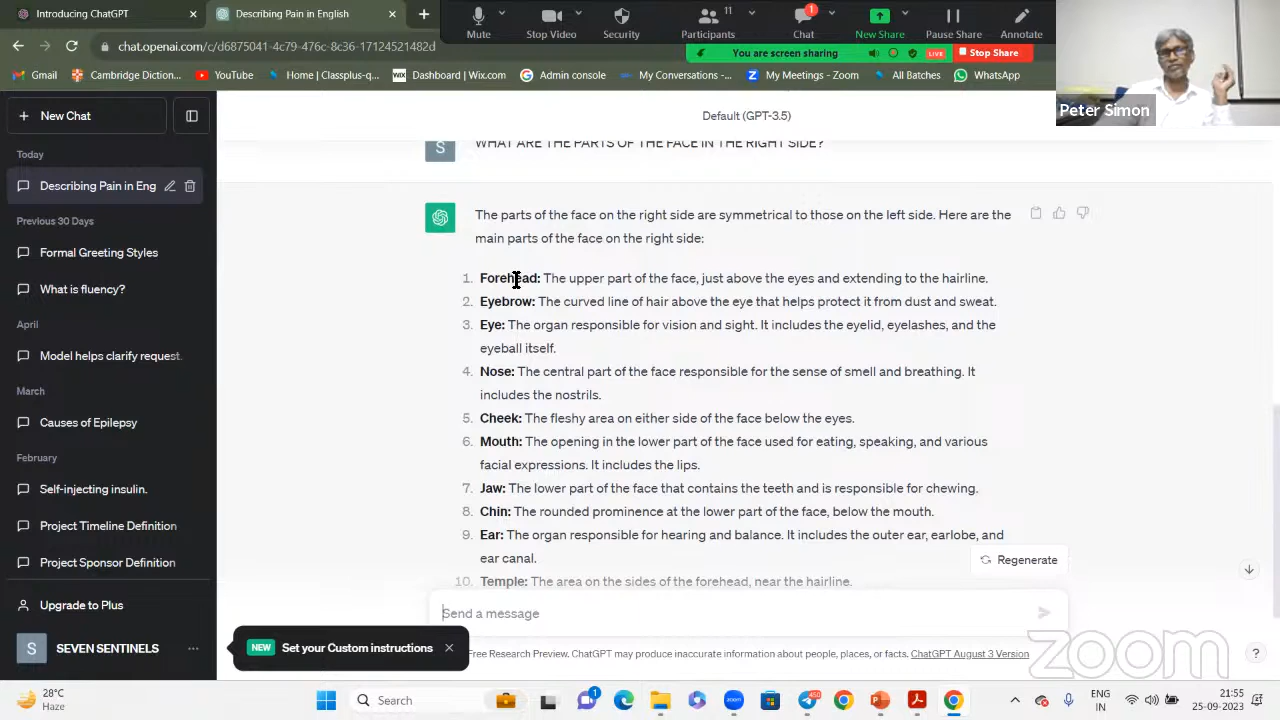 Describing Pain in English
Mute
Stop Video
Security
11
Participants
1
Chat
New Share
Pause Share
Annotate
chat.openai.com/c/d6875041-4c79-476c-8c36-17124521482d
You are screen sharing
LIVE
Stop Share
Gmail
Cambridge Diction...
YouTube
Home | Classplus-q...
WIX
Dashboard | Wix.com
Admin console
My Conversations -...
My Meetings - Zoom
All Batches
WhatsApp
Peter Simon
New Chat
Default (GPT-3.5)
Today
Describing Pain in Eng
Previous 30 Days
Formal Greeting Styles
What is fluency?
April
Model helps clarify request.
March
Causes of Epilepsy
February
Self-injecting insulin.
Project Timeline Definition
Project Sponsor Definition
Upgrade to Plus
S
SEVEN SENTINELS
S
WHAT ARE THE PARTS OF THE FACE IN THE RIGHT SIDE?
The parts of the face on the right side are symmetrical to those on the left side. Here are the
main parts of the face on the right side:
1. Forehead: The upper part of the face, just above the eyes and extending to the hairline.
2. Eyebrow: The curved line of hair above the eye that helps protect it from dust and sweat.
3. Eye: The organ responsible for vision and sight. It includes the eyelid, eyelashes, and the
eyeball itself.
4. Nose: The central part of the face responsible for the sense of smell and breathing. It
includes the nostrils.
5. Cheek: The fleshy area on either side of the face below the eyes.
6. Mouth: The opening in the lower part of the face used for eating, speaking, and various
facial expressions. It includes the lips.
7. Jaw: The lower part of the face that contains the teeth and is responsible for chewing.
8. Chin: The rounded prominence at the lower part of the face, below the mouth.
9. Ear: The organ responsible for hearing and balance. It includes the outer ear, earlobe, and
ear canal.
Regenerate
10. Temple: The area on the sides of the forehead, near the hairline.
Send a message
NEW Set your Custom instructions
Free Research Preview. ChatGPT may produce inaccurate information about people, places, or facts. ChatGPT August 3 Version
zoom
?
28°C
Haze
Search
1
zoom
450
ENG
IN
21:55
25-09-2023